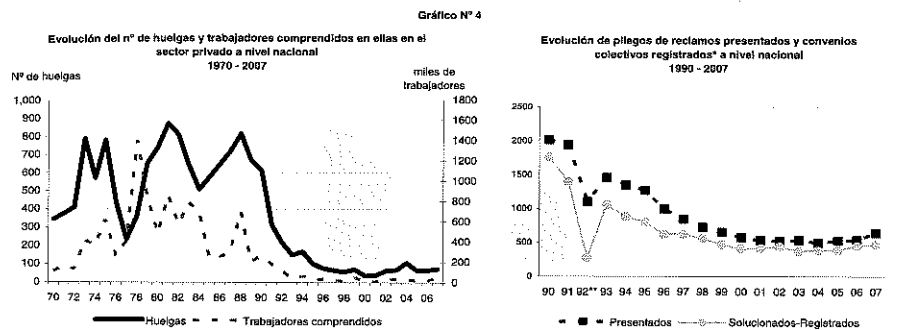 Gráfico Nº 4
Evolución del nº de huelgas y trabajadores comprendidos en ellas en el
sector privado a nivel nacional
1970 - 2007
Nº de huelgas
miles de
trabajadores
1,000
900
800
700
600
500
400
300
200
100
0
1800
1600
1400
1200
1000
800
600
400
200
0
70 72 74 76 78 80 82 84 86 88 90 92 94 96 98 00 02 04 06
Huelgas
Trabajadores comprendidos
Evolución de pliegos de reclamos presentados y convenios
colectivos registrados* a nivel nacional
1990 - 2007
2500
2000
1500
1000
500
0
90 91 92** 93 94 95 96 97 98 99 00 01 02 03 04 05 06 07
Presentados
Solucionados-Registrados